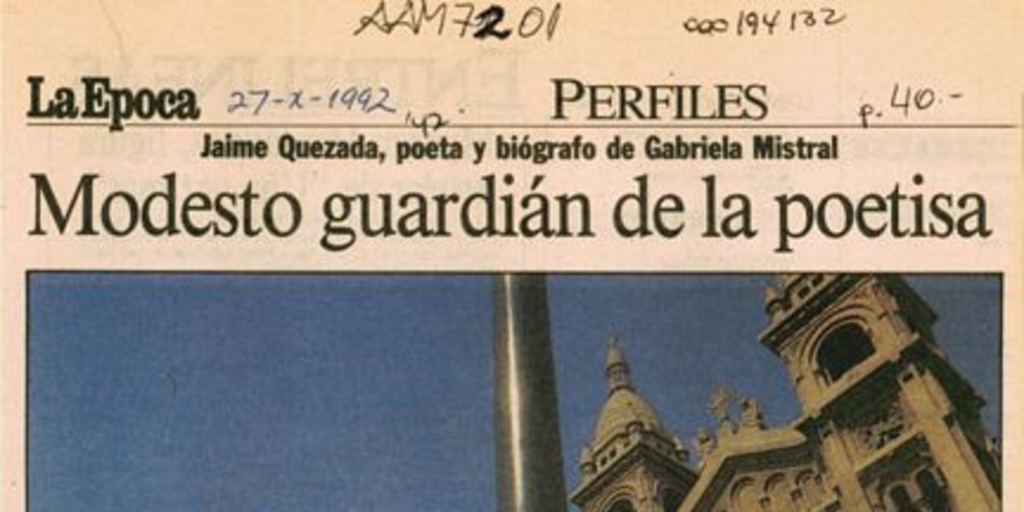 AAM7201 000194132
La Epoca 27-X-1992 PERFILES p. 40.-
Jaime Quezada, poeta y biógrafo de Gabriela Mistral
Modesto guardián de la poetisa